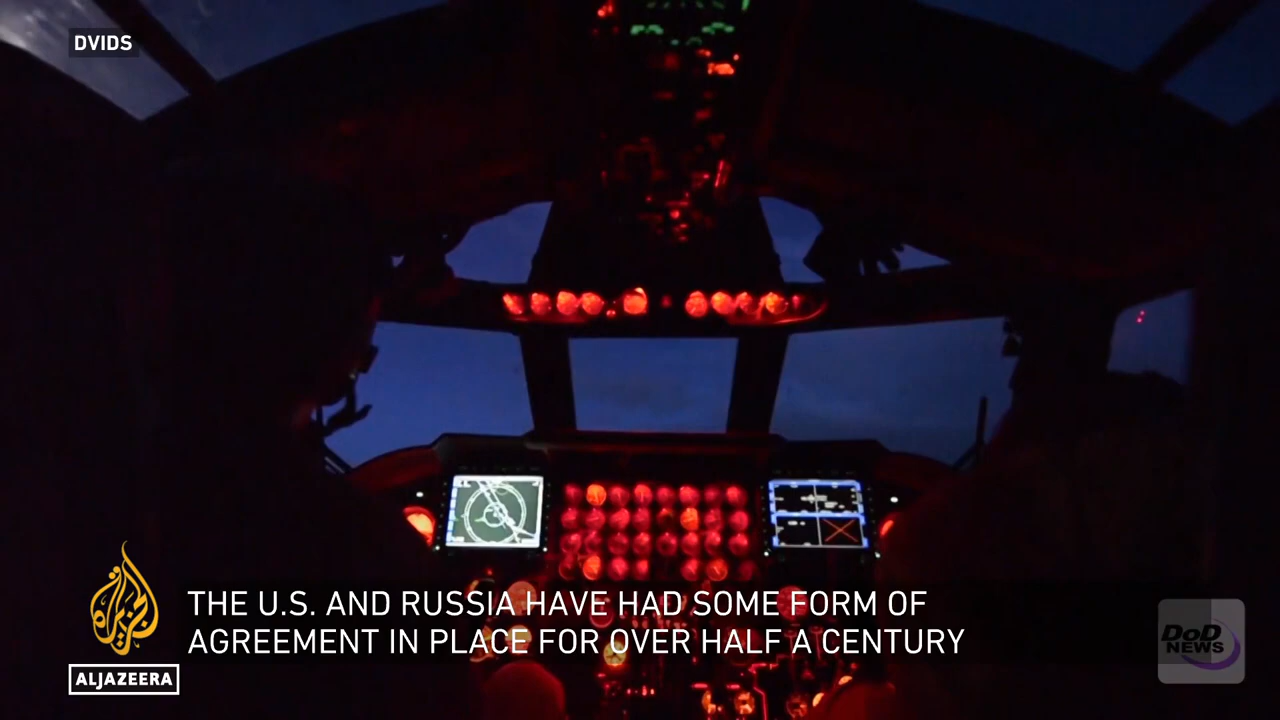 DVIDS
THE U.S. AND RUSSIA HAVE HAD SOME FORM OF
AGREEMENT IN PLACE FOR OVER HALF A CENTURY
ALJAZEERA
DoD
NEWS